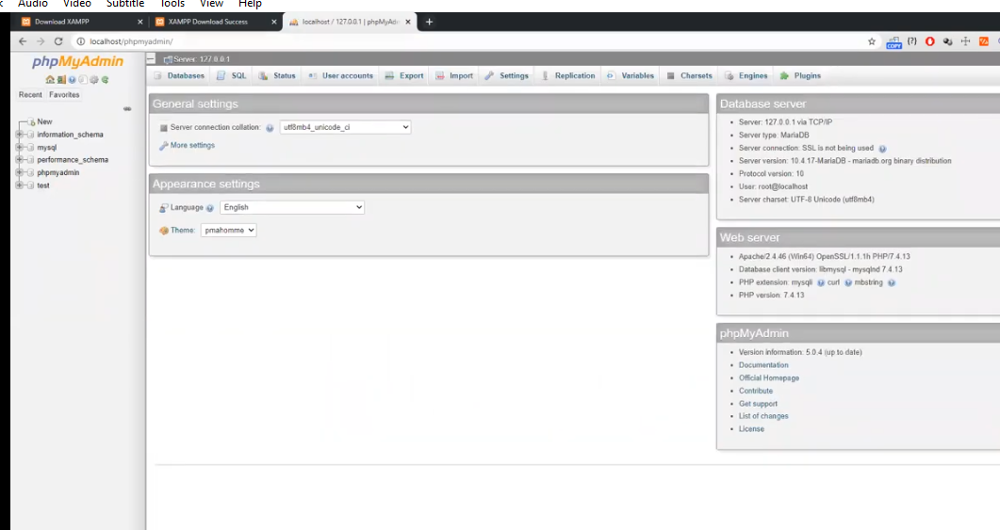 Audio Video Subtitle Tools View Help
Download XAMPP XAMPP Download Success localhost / 127.0.0.1 | phpMyAdm
localhost/phpmyadmin/
COPY
phpMyAdmin
Recent Favorites
New
information_schema
mysql
performance_schema
phpmyadmin
test
Server: 127.0.0.1
Databases SQL Status User accounts Export Import Settings Replication Variables Charsets Engines Plugins
General settings
Server connection collation: utf8mb4_unicode_ci
More settings
Appearance settings
Language English
Theme: pmahomme
Database server
Server: 127.0.0.1 via TCP/IP
Server type: MariaDB
Server connection: SSL is not being used
Server version: 10.4.17-MariaDB - mariadb.org binary distribution
Protocol version: 10
User: root@localhost
Server charset: UTF-8 Unicode (utf8mb4)
Web server
Apache/2.4.46 (Win64) OpenSSL/1.1.1h PHP/7.4.13
Database client version: libmysql - mysqlnd 7.4.13
PHP extension: mysqli curl mbstring
PHP version: 7.4.13
phpMyAdmin
Version information: 5.0.4 (up to date)
Documentation
Official Homepage
Contribute
Get support
List of changes
License